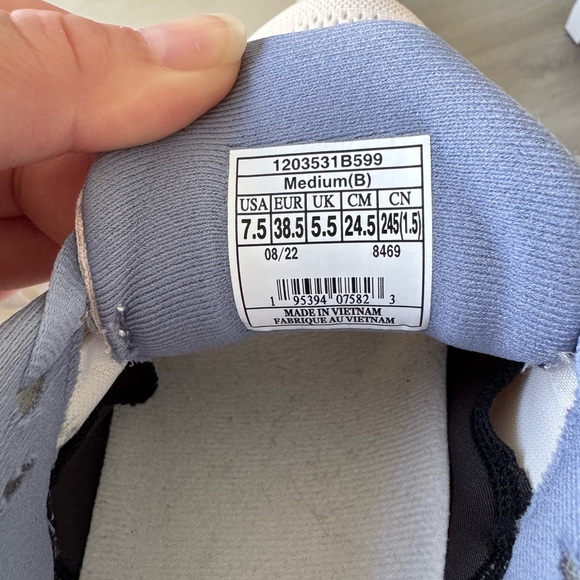 1203531B599
Medium(B)
USA EUR UK CM CN
7.5 38.5 5.5 24.5 245(1.5)
08/22 8469
1 95394 07582 3
MADE IN VIETNAM
FABRIQUE AU VIETNAM